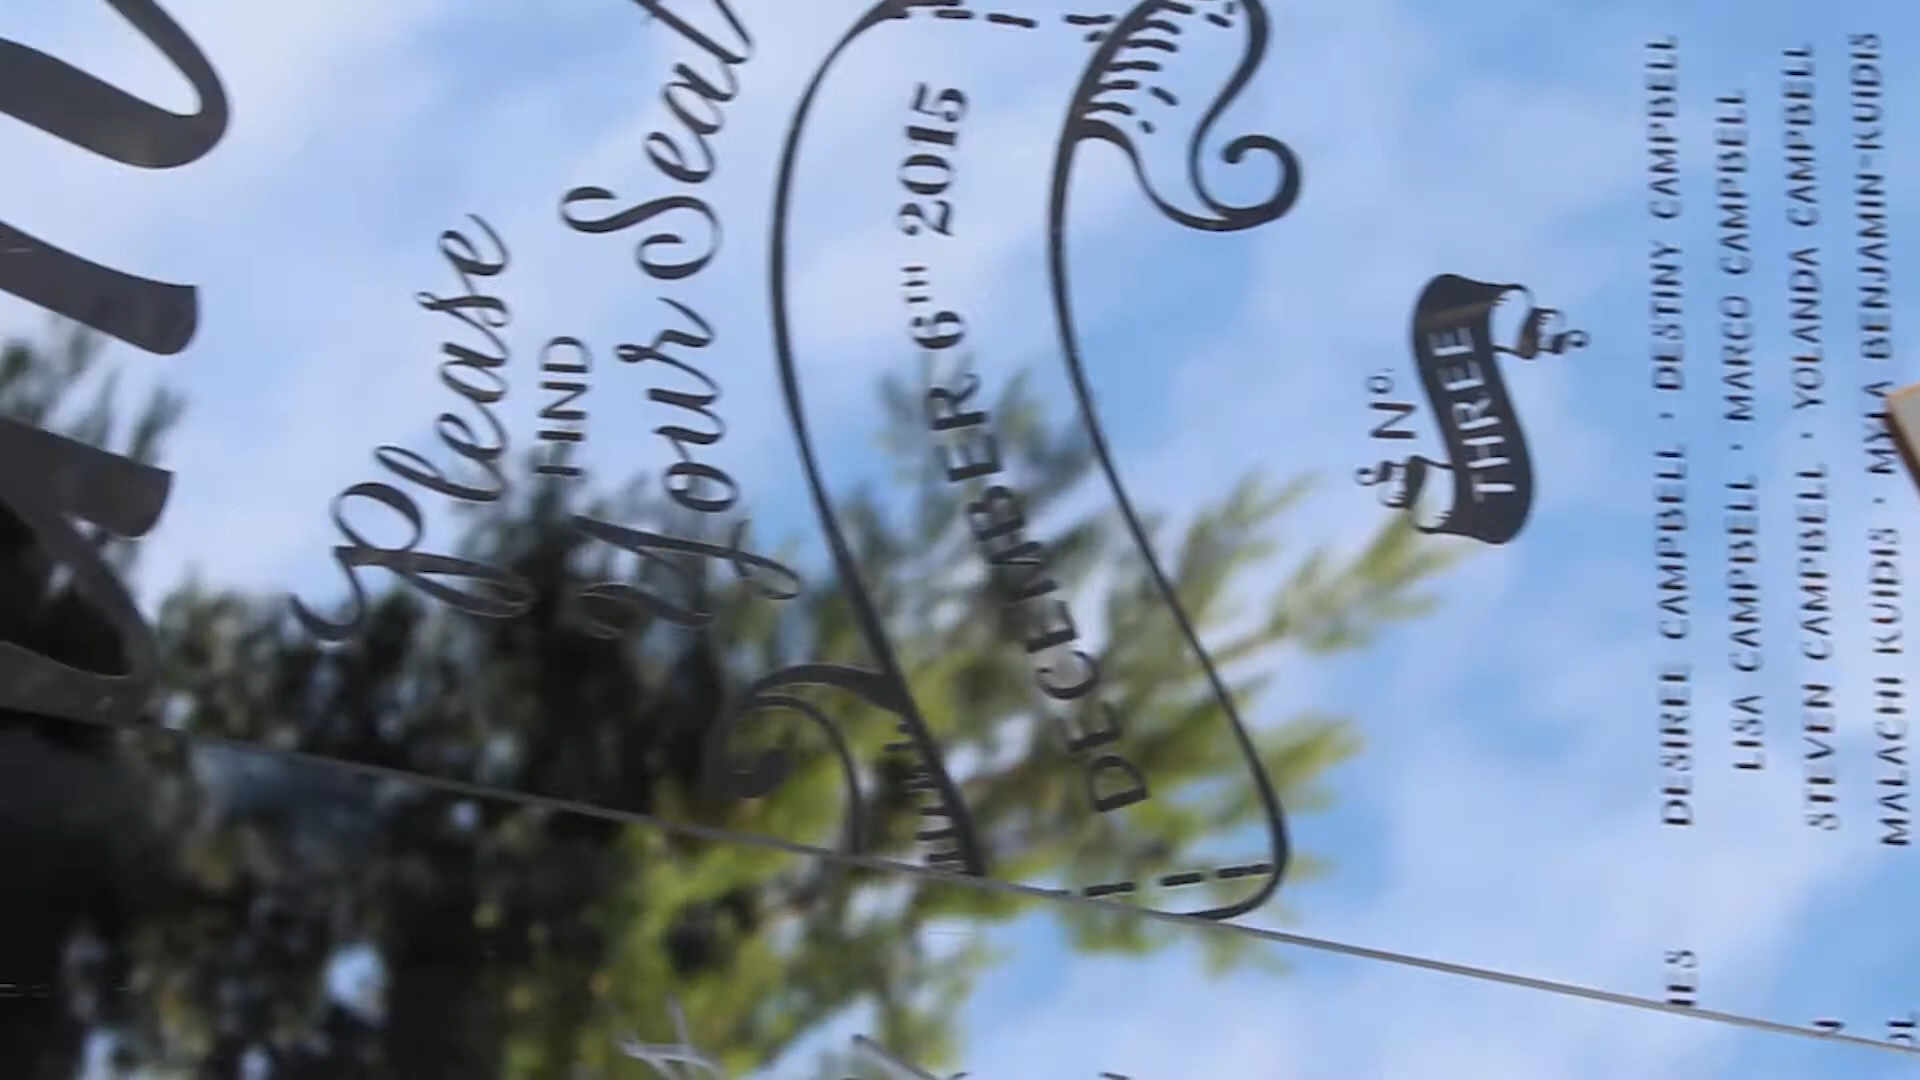 Please
FIND
your Seat
DECEMBER 6TH 2015
No.
THREE
DESIREE CAMPBELL · DESTINY CAMPBELL
LISA CAMPBELL · MARCO CAMPBELL
STEVEN CAMPBELL · YOLANDA CAMPBELL
MALACHI KUIDIS · MYLA BENJAMIN-KUIDIS